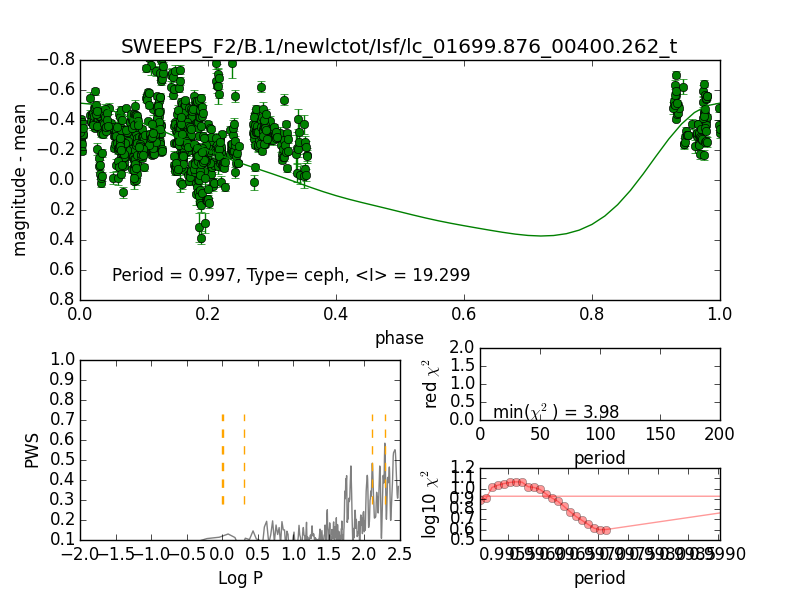 SWEEPS_F2/B.1/newlctot/Isf/lc_01699.876_00400.262_t
magnitude - mean
−0.8
−0.6
−0.4
−0.2
0.0
0.2
0.4
0.6
0.8
Period = 0.997, Type= ceph, <I> = 19.299
0.0 0.2 0.4 0.6 0.8 1.0
phase
PWS
1.0
0.9
0.8
0.7
0.6
0.5
0.4
0.3
0.2
0.1
−2.0 −1.5 −1.0 −0.5 0.0 0.5 1.0 1.5 2.0 2.5
Log P
red χ²
2.0
1.5
1.0
0.5
0.0
min(χ²) = 3.98
0 50 100 150 200
period
log10 χ²
1.2
1.1
1.0
0.9
0.8
0.7
0.6
0.5
period